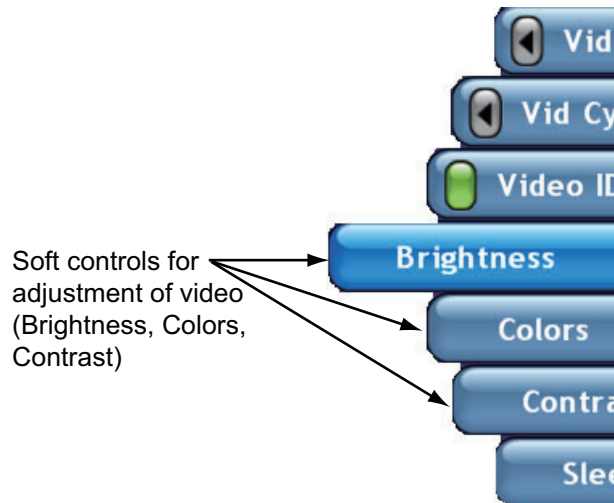 Vid
Vid Cy
Video ID
Brightness
Soft controls for
adjustment of video
(Brightness, Colors,
Contrast)
Colors
Contra
Slee